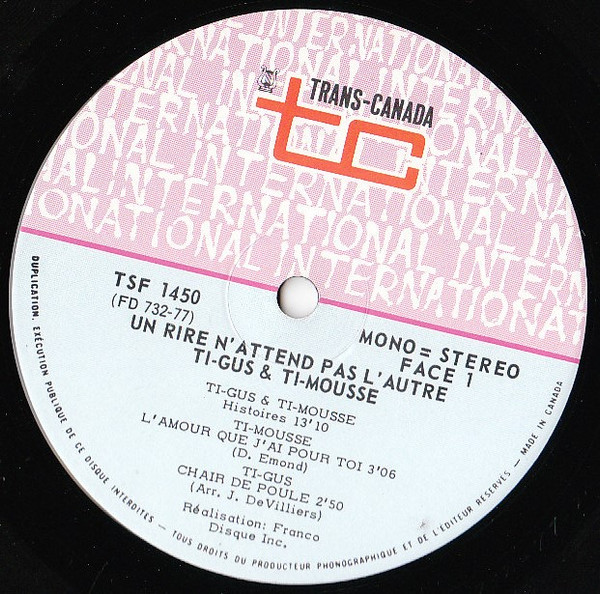 INTERNATIONAL INTERNATIONAL
TRANS-CANADA
tc
TSF 1450
(FD 732-77)
MONO = STEREO
FACE 1
UN RIRE N'ATTEND PAS L'AUTRE
TI-GUS & TI-MOUSSE
TI-GUS & TI-MOUSSE
Histoires 13'10
TI-MOUSSE
L'AMOUR QUE J'AI POUR TOI 3'06
(D. Emond)
TI-GUS
CHAIR DE POULE 2'50
(Arr. J. DeVilliers)
Réalisation: Franco
Disque Inc.
DUPLICATION, EXÉCUTION PUBLIQUE DE CE DISQUE INTERDITES – TOUS DROITS DU PRODUCTEUR PHONOGRAPHIQUE ET DE L'ÉDITEUR RESERVÉS – MADE IN CANADA